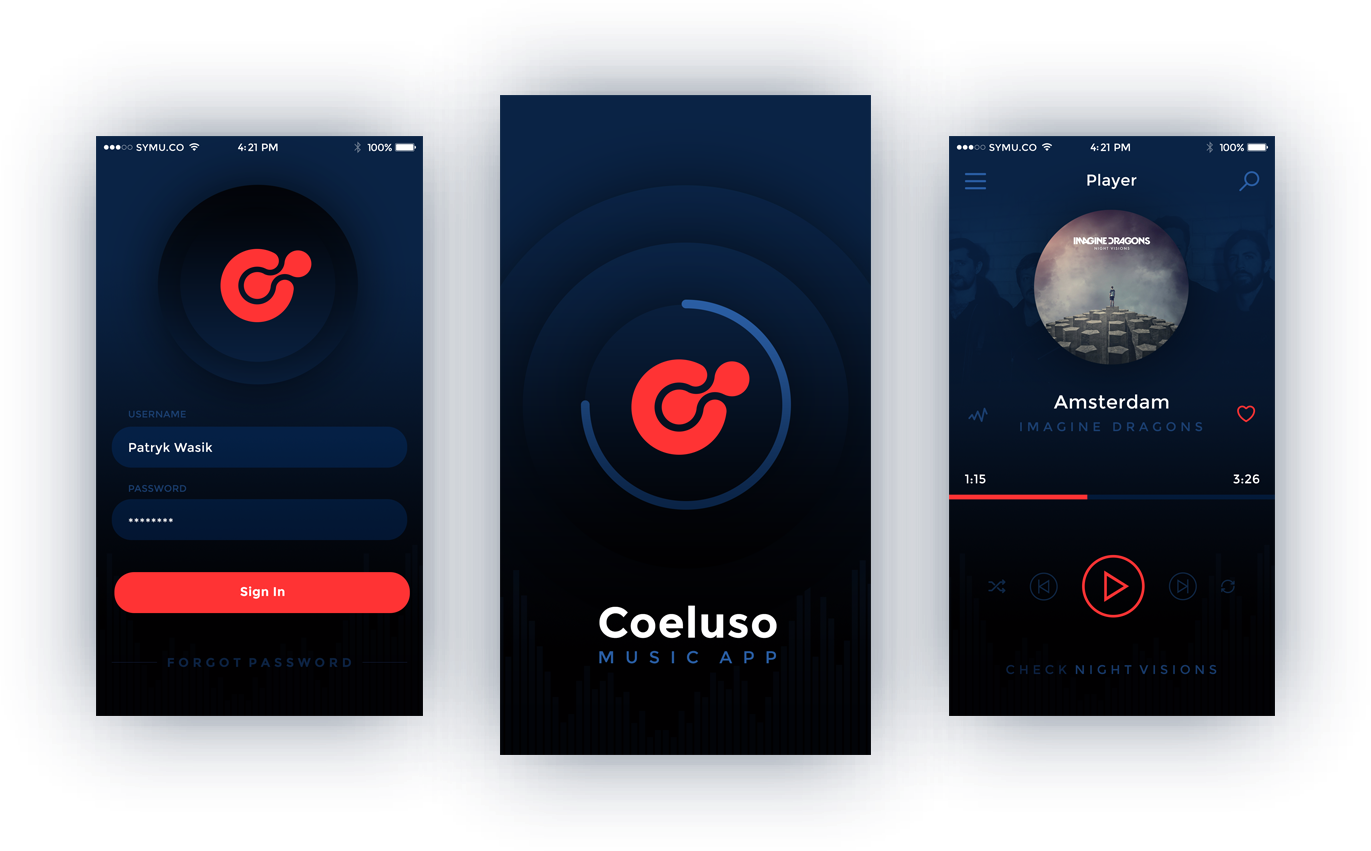 SYMU.CO 4:21 PM 100%
USERNAME
Patryk Wasik
PASSWORD
********
Sign In
FORGOT PASSWORD
Coeluso
MUSIC APP
SYMU.CO 4:21 PM 100%
Player
IMAGINE DRAGONS
NIGHT VISIONS
Amsterdam
IMAGINE DRAGONS
1:15 3:26
CHECK NIGHT VISIONS